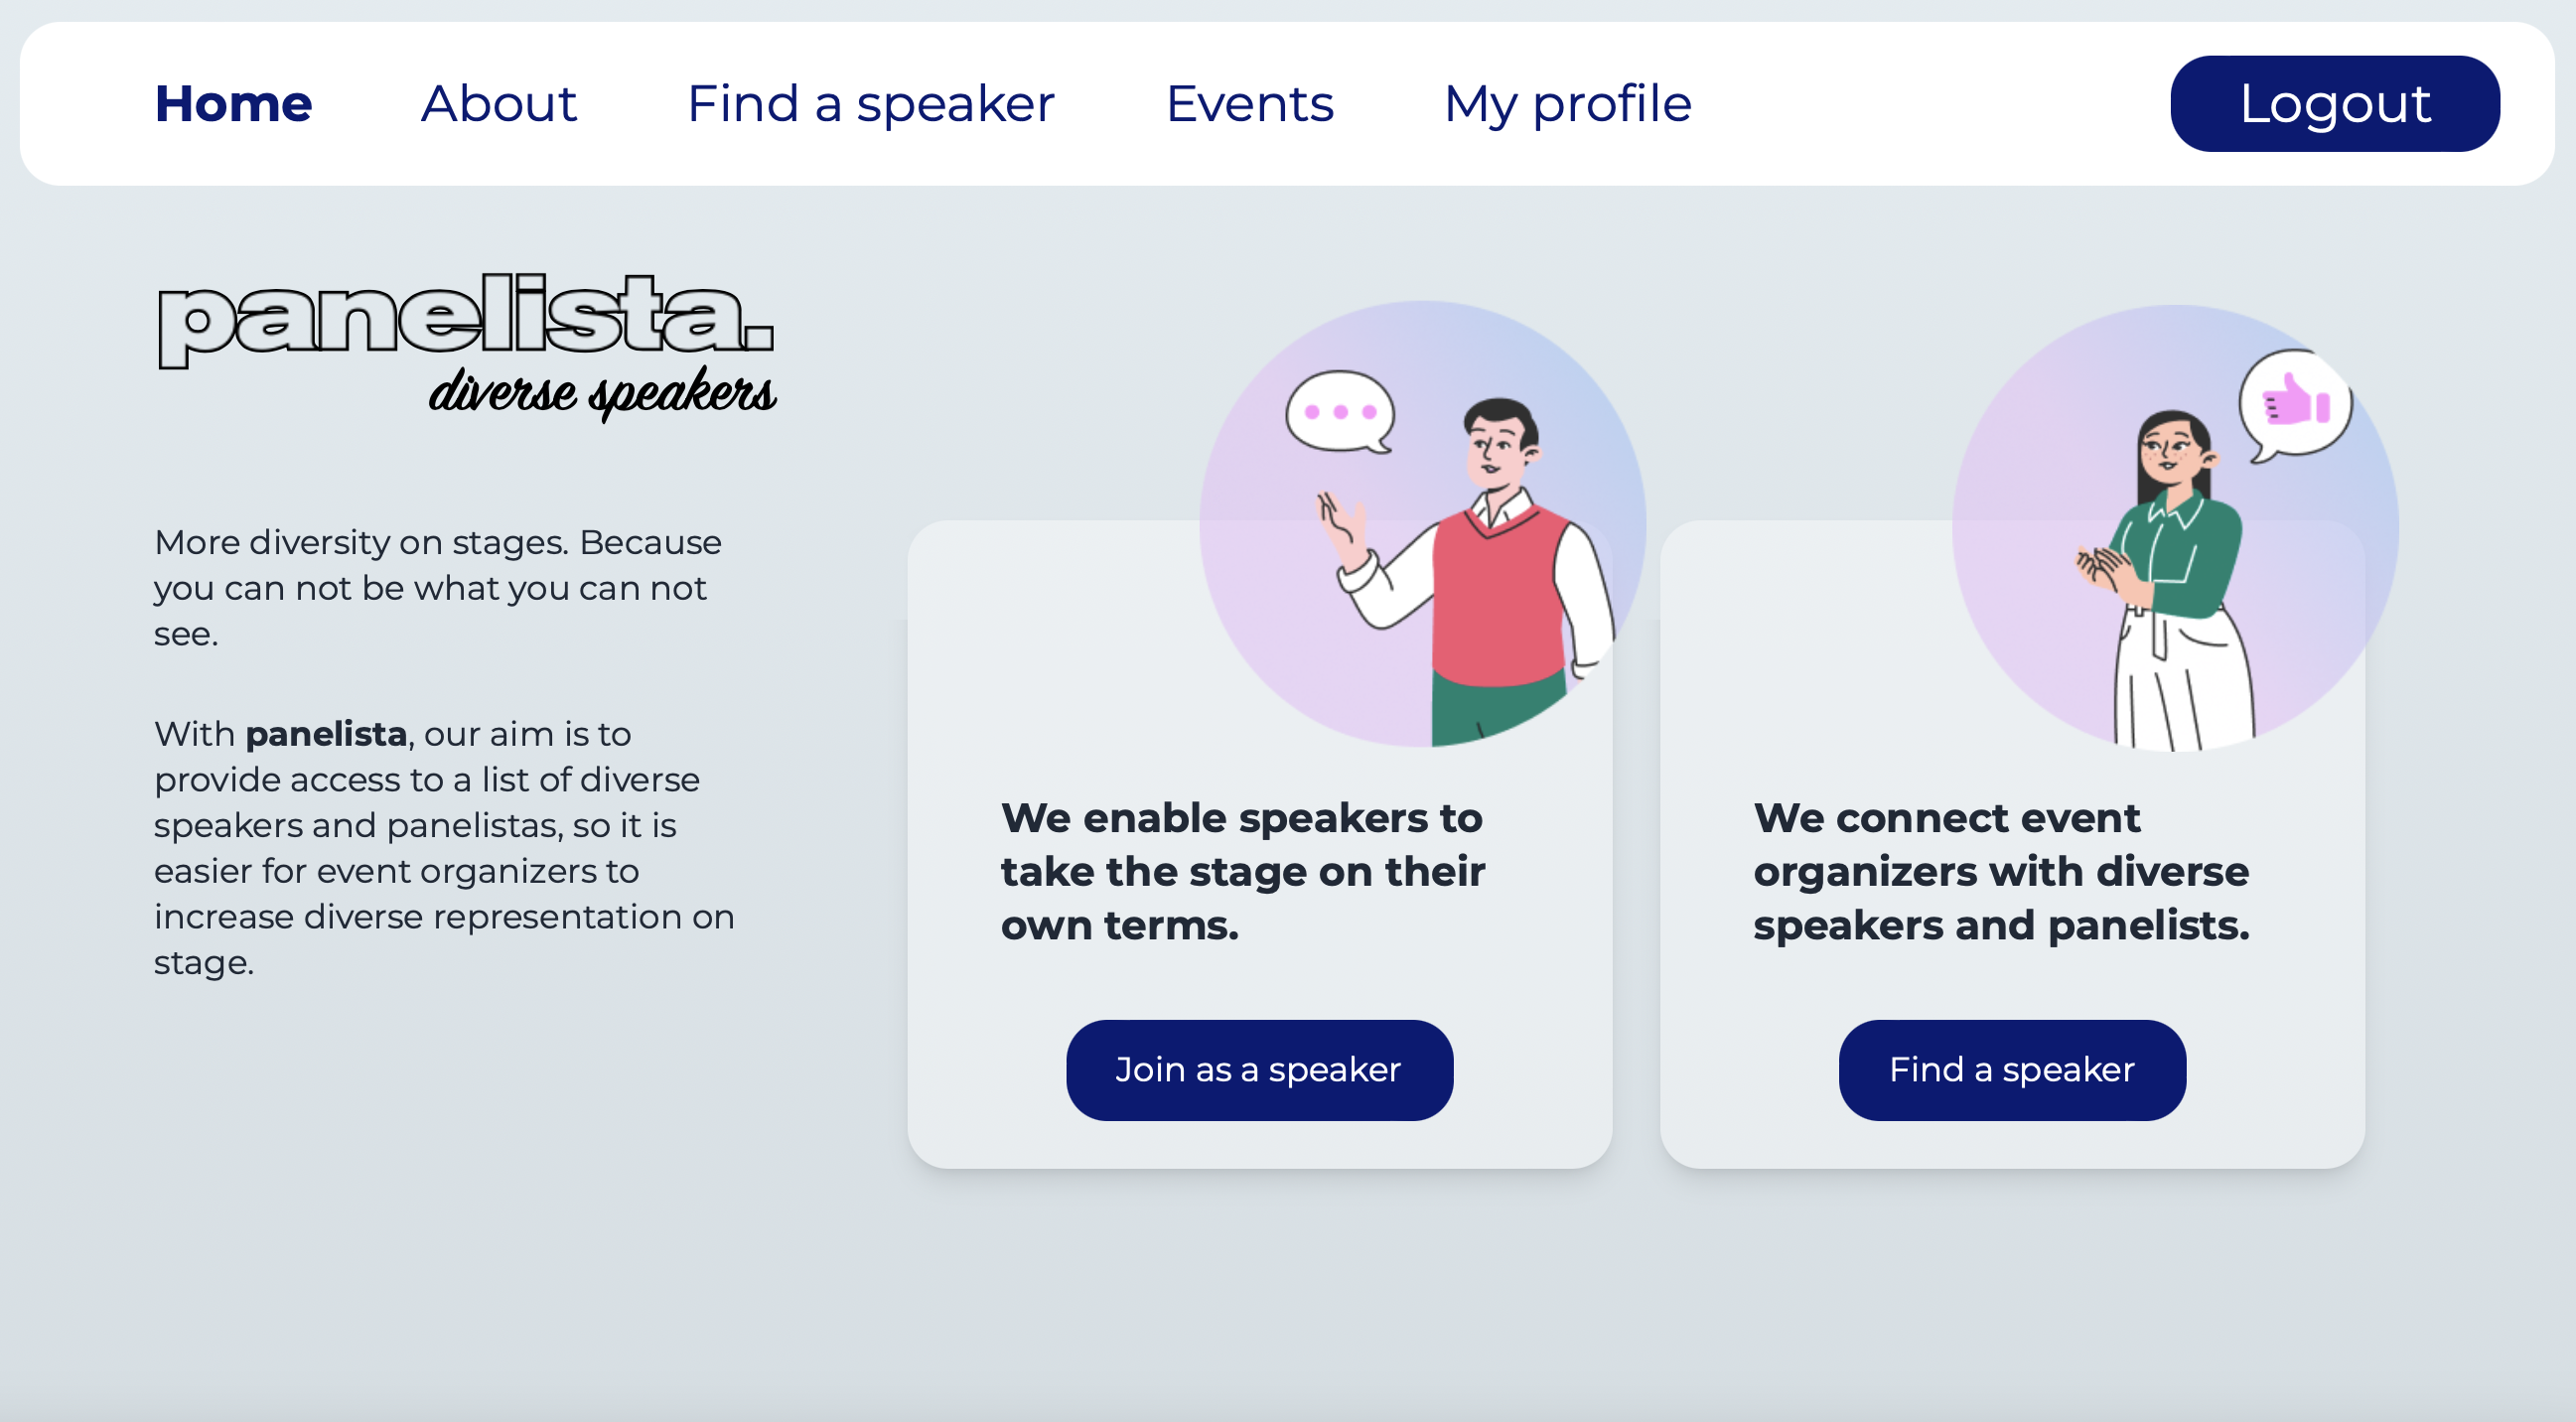 Home About Find a speaker Events My profile Logout
panelista.
diverse speakers
More diversity on stages. Because
you can not be what you can not
see.
With panelista, our aim is to
provide access to a list of diverse
speakers and panelistas, so it is
easier for event organizers to
increase diverse representation on
stage.
We enable speakers to
take the stage on their
own terms.
Join as a speaker
We connect event
organizers with diverse
speakers and panelists.
Find a speaker